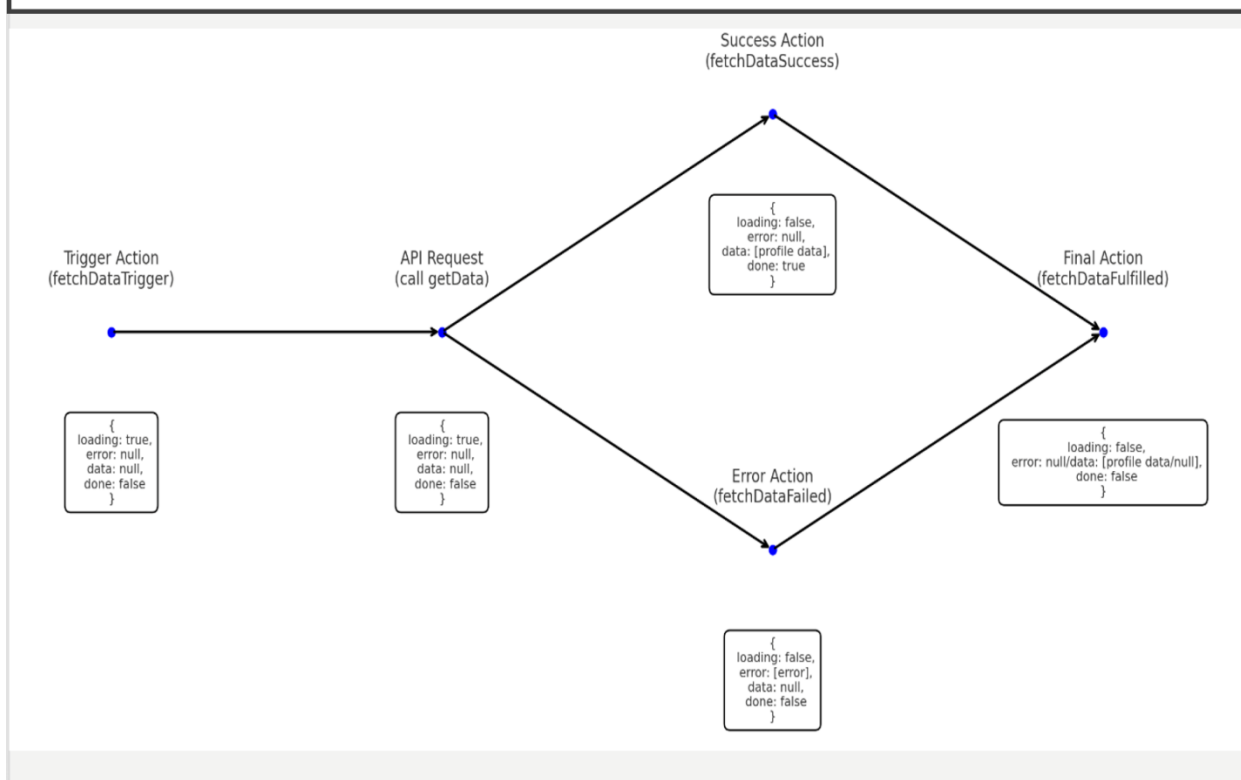 Success Action
(fetchDataSuccess)
{
loading: false,
error: null,
data: [profile data],
done: true
}
Trigger Action
(fetchDataTrigger)
API Request
(call getData)
Final Action
(fetchDataFulfilled)
{
loading: true,
error: null,
data: null,
done: false
}
{
loading: true,
error: null,
data: null,
done: false
}
{
loading: false,
error: null/data: [profile data/null],
done: false
}
Error Action
(fetchDataFailed)
{
loading: false,
error: [error],
data: null,
done: false
}